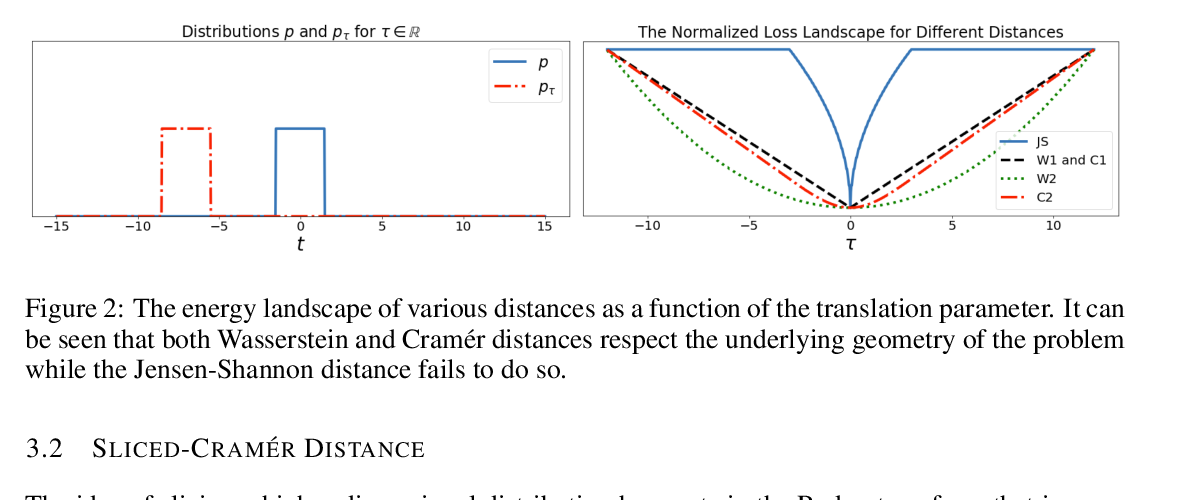 Distributions p and pτ for τ ∈ ℝ
p
pτ
−15 −10 −5 0 5 10 15
t
The Normalized Loss Landscape for Different Distances
JS
W1 and C1
W2
C2
−10 −5 0 5 10
τ
Figure 2: The energy landscape of various distances as a function of the translation parameter. It can
be seen that both Wasserstein and Cramér distances respect the underlying geometry of the problem
while the Jensen-Shannon distance fails to do so.
3.2 SLICED-CRAMÉR DISTANCE